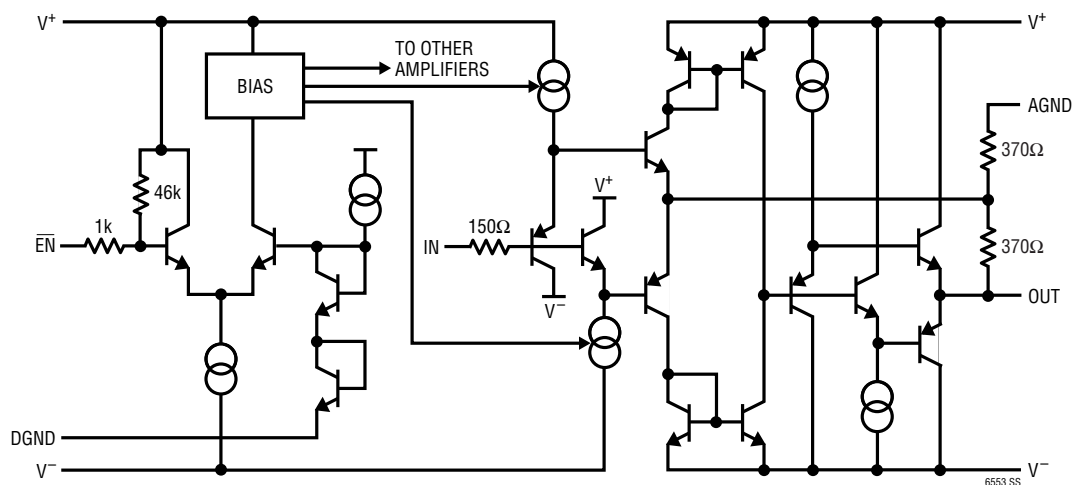 V+
V+
TO OTHER
AMPLIFIERS
BIAS
AGND
370Ω
46k
V+
1k
150Ω
EN
IN
370Ω
V−
OUT
DGND
V−
V−
6553 SS